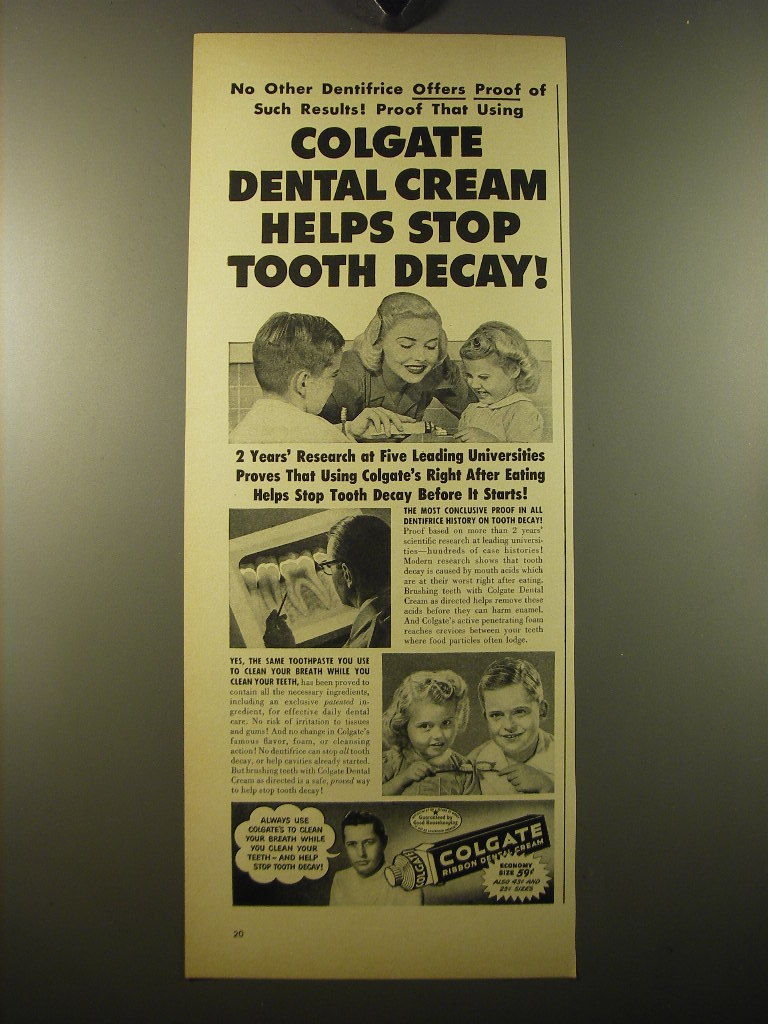 No Other Dentifrice Offers Proof of
Such Results! Proof That Using
COLGATE
DENTAL CREAM
HELPS STOP
TOOTH DECAY!
2 Years' Research at Five Leading Universities
Proves That Using Colgate's Right After Eating
Helps Stop Tooth Decay Before It Starts!
THE MOST CONCLUSIVE PROOF IN ALL
DENTIFRICE HISTORY ON TOOTH DECAY!
Proof based on more than 2 years'
scientific research at leading universi-
ties—hundreds of case histories!
Modern research shows that tooth
decay is caused by mouth acids which
are at their worst right after eating.
Brushing teeth with Colgate Dental
Cream as directed helps remove these
acids before they can harm enamel.
And Colgate's active penetrating foam
reaches crevices between your teeth
where food particles often lodge.
YES, THE SAME TOOTHPASTE YOU USE
TO CLEAN YOUR BREATH WHILE YOU
CLEAN YOUR TEETH, has been proved to
contain all the necessary ingredients,
including an exclusive patented in-
gredient, for effective daily dental
care. No risk of irritation to tissues
and gums! And no change in Colgate's
famous flavor, foam, or cleansing
action! No dentifrice can stop all tooth
decay, or help cavities already started.
But brushing teeth with Colgate Dental
Cream as directed is a safe, proved way
to help stop tooth decay!
ALWAYS USE
COLGATE'S TO CLEAN
YOUR BREATH WHILE
YOU CLEAN YOUR
TEETH-AND HELP
STOP TOOTH DECAY!
Guaranteed by
Good Housekeeping
COLGATE
COLGATE
RIBBON DENTAL CREAM
ECONOMY
SIZE 59¢
ALSO 43¢ AND
25¢ SIZES
20